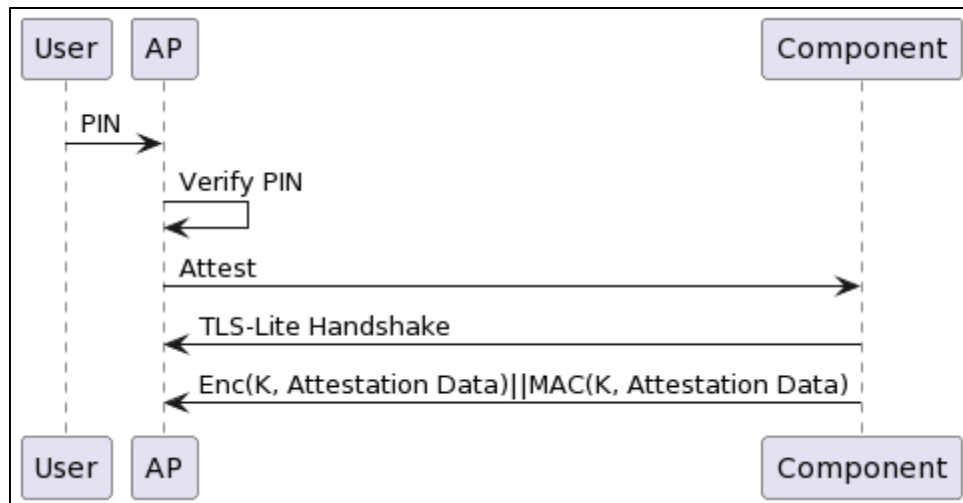 User AP Component
PIN
Verify PIN
Attest
TLS-Lite Handshake
Enc(K, Attestation Data)||MAC(K, Attestation Data)
User AP Component